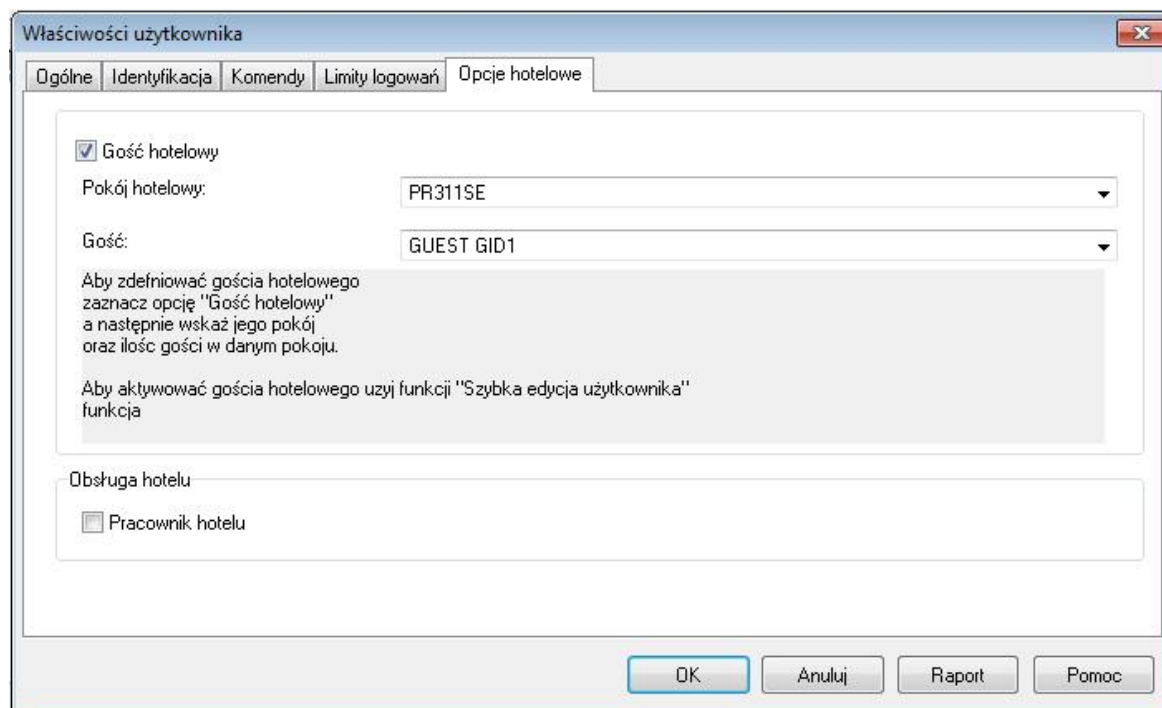 Właściwości użytkownika
Ogólne Identyfikacja Komendy Limity logowań Opcje hotelowe
Gość hotelowy
Pokój hotelowy: PR311SE
Gość: GUEST GID1
Aby zdefniować gościa hotelowego
zaznacz opcję "Gość hotelowy"
a następnie wskaż jego pokój
oraz ilośc gości w danym pokoju.
Aby aktywować gościa hotelowego uzyj funkcji "Szybka edycja użytkownika"
funkcja
Obsługa hotelu
Pracownik hotelu
OK Anuluj Raport Pomoc